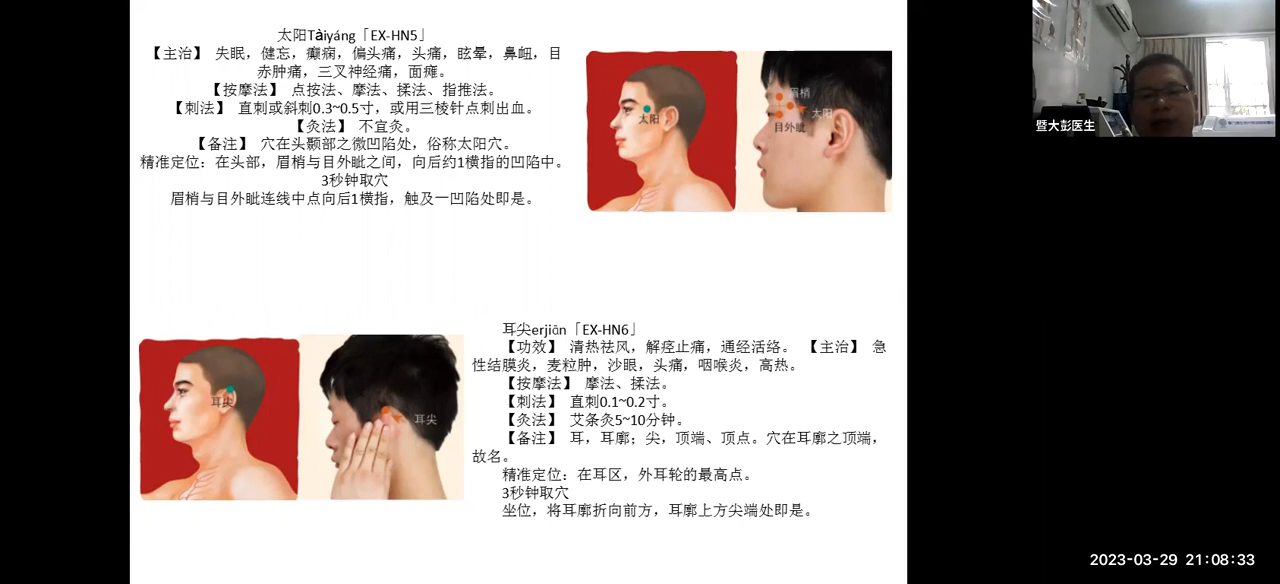 太阳Tàiyáng「EX-HN5」
【主治】 失眠，健忘，癫痫，偏头痛，头痛，眩晕，鼻衄，目
赤肿痛，三叉神经痛，面瘫。
【按摩法】 点按法、摩法、揉法、指推法。
【刺法】 直刺或斜刺0.3~0.5寸，或用三棱针点刺出血。
【灸法】 不宜灸。
【备注】 穴在头颞部之微凹陷处，俗称太阳穴。
精准定位：在头部，眉梢与目外眦之间，向后约1横指的凹陷中。
3秒钟取穴
眉梢与目外眦连线中点向后1横指，触及一凹陷处即是。
太阳
眉梢
太阳
目外眦
暨大彭医生
耳尖
耳尖
耳尖erjiān「EX-HN6」
【功效】 清热祛风，解痉止痛，通经活络。 【主治】 急
性结膜炎，麦粒肿，沙眼，头痛，咽喉炎，高热。
【按摩法】 摩法、揉法。
【刺法】 直刺0.1~0.2寸。
【灸法】 艾条灸5~10分钟。
【备注】 耳，耳廓；尖，顶端、顶点。穴在耳廓之顶端，
故名。
精准定位：在耳区，外耳轮的最高点。
3秒钟取穴
坐位，将耳廓折向前方，耳廓上方尖端处即是。
2023-03-29 21:08:33